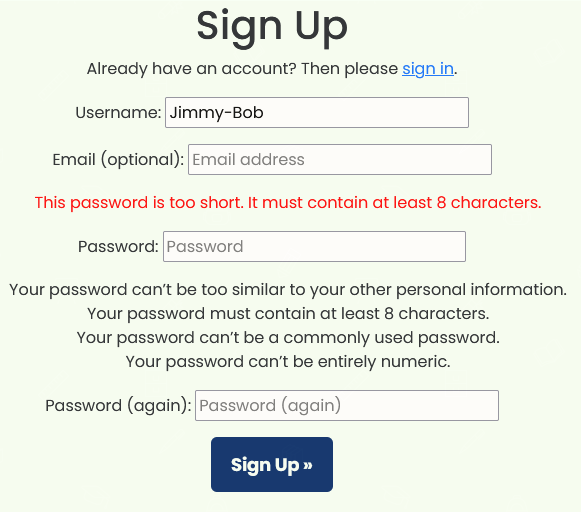 Sign Up
Already have an account? Then please sign in.
Username: Jimmy-Bob
Email (optional): Email address
This password is too short. It must contain at least 8 characters.
Password: Password
Your password can’t be too similar to your other personal information.
Your password must contain at least 8 characters.
Your password can’t be a commonly used password.
Your password can’t be entirely numeric.
Password (again): Password (again)
Sign Up »